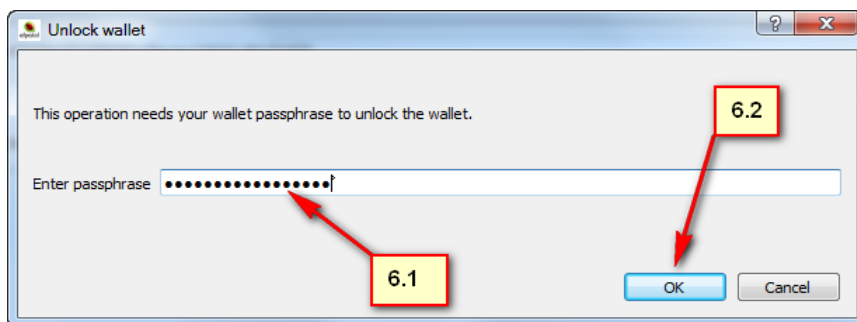 Unlock wallet
This operation needs your wallet passphrase to unlock the wallet.
6.2
Enter passphrase ●●●●●●●●●●●●●●●●●
6.1
OK Cancel